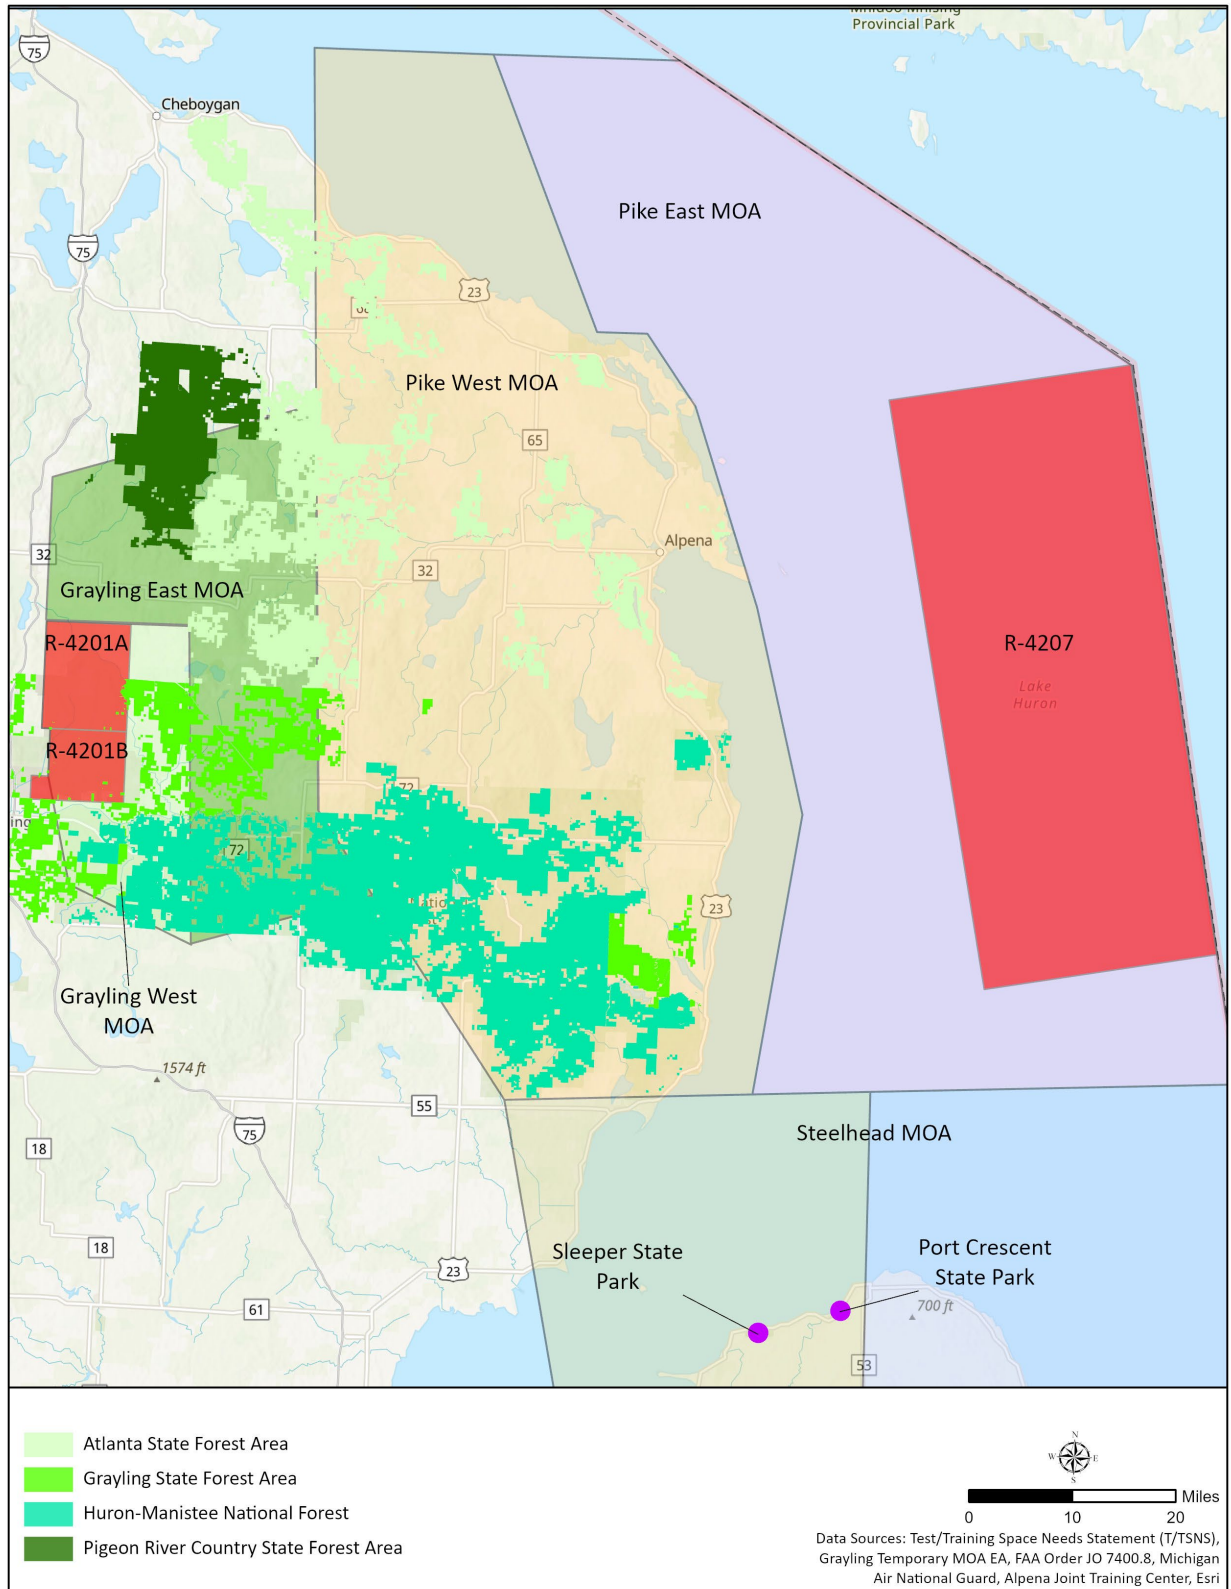 Provincial Park
75
Cheboygan
Pike East MOA
75
23
Pike West MOA
65
Alpena
32
32
Grayling East MOA
R-4201A
R-4207
Lake
Huron
R-4201B
72
ing
72
23
Grayling West
MOA
1574 ft
55
75
Steelhead MOA
18
18
Sleeper State
Park
Port Crescent
State Park
23
61
700 ft
53
Atlanta State Forest Area
Grayling State Forest Area
Huron-Manistee National Forest
Pigeon River Country State Forest Area
N
W E
S
Miles
0 10 20
Data Sources: Test/Training Space Needs Statement (T/TSNS),
Grayling Temporary MOA EA, FAA Order JO 7400.8, Michigan
Air National Guard, Alpena Joint Training Center, Esri